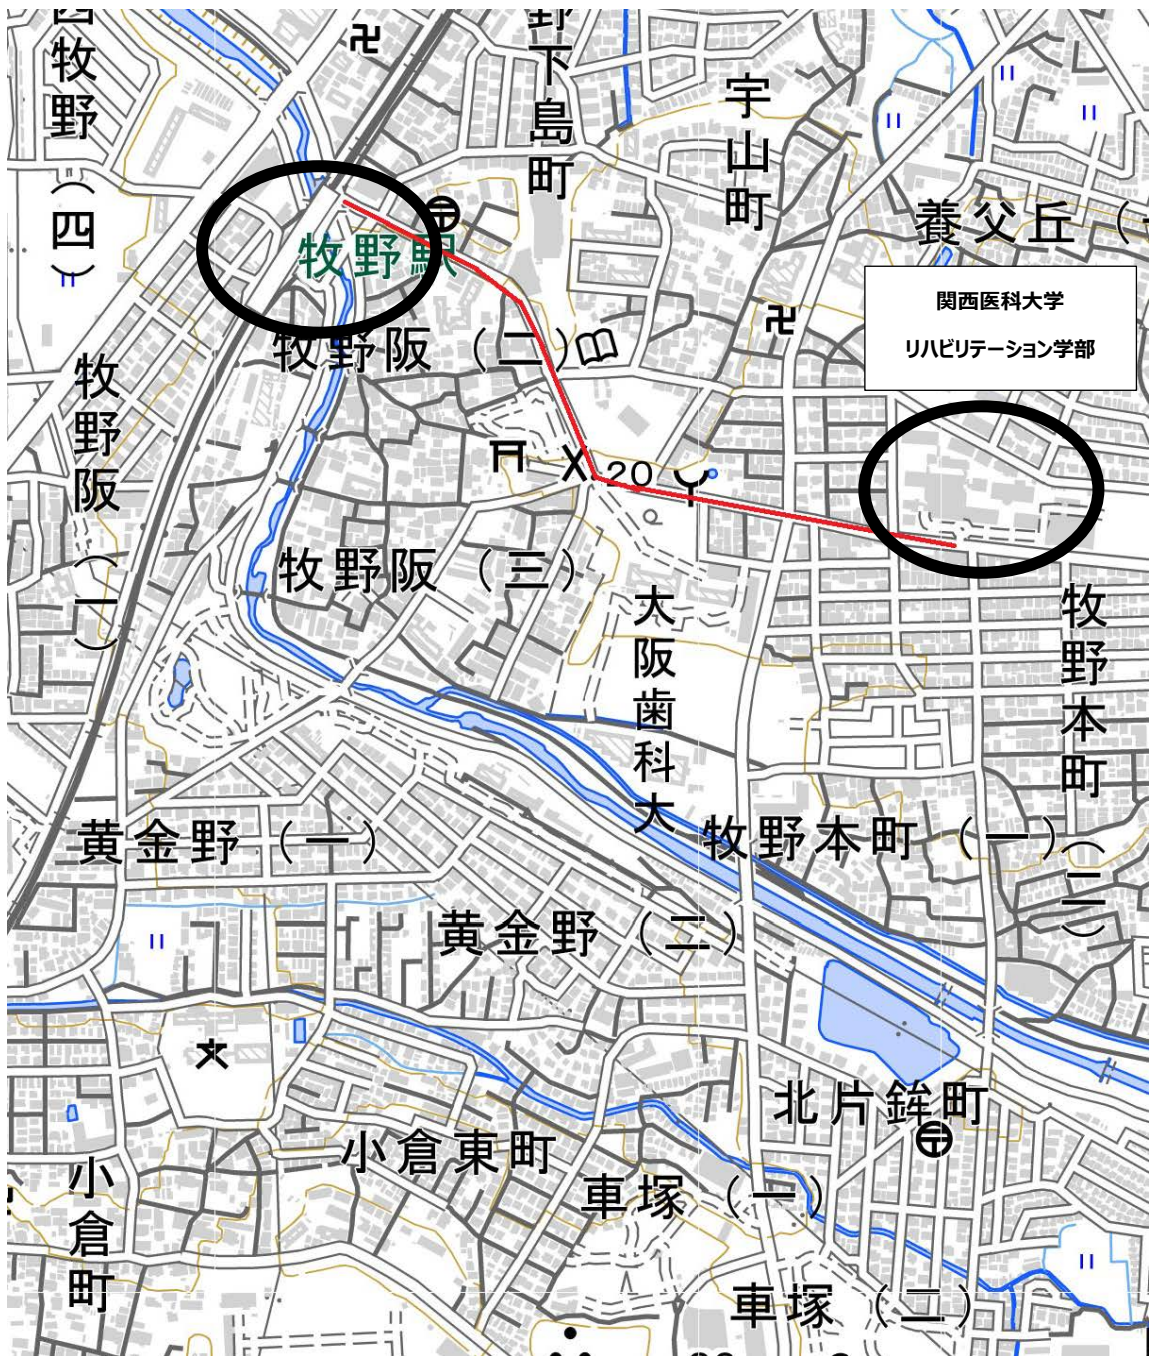 牧野(四)
下島町
宇山町
養父丘(
牧野駅
関西医科大学
リハビリテーション学部
牧野阪(二)
牧野阪(一)
20
牧野阪(三)
大阪歯科大
牧野本町(二)
黄金野(一)
牧野本町(一)
黄金野(二)
北片鉾町
小倉東町
小倉町
車塚(一)
車塚(二)